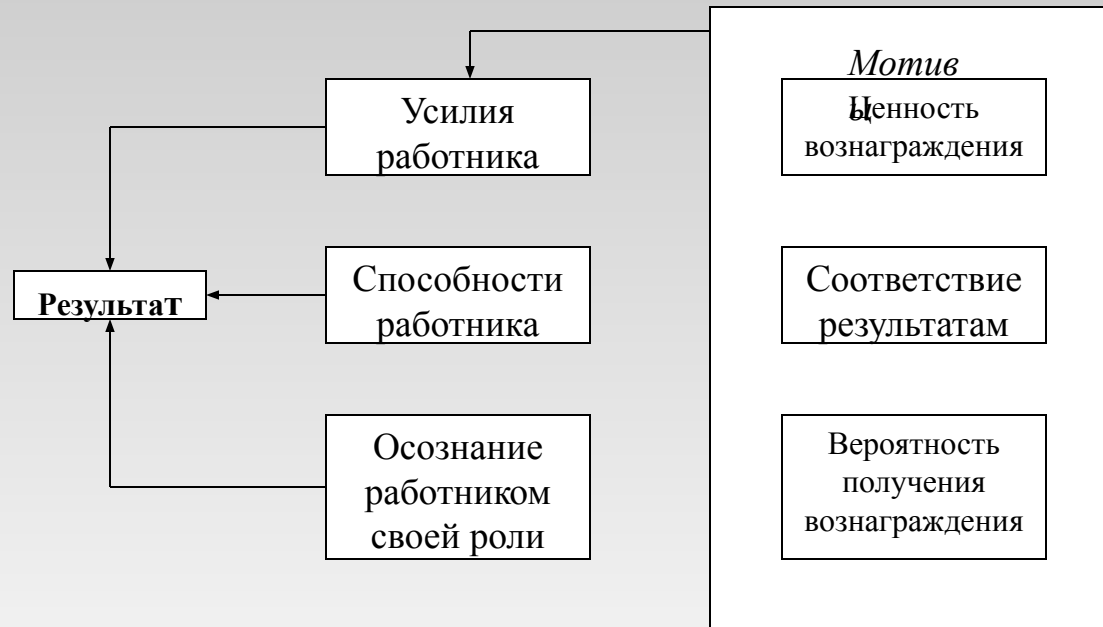 Мотив
ы
Усилия
работника
Ценность
вознаграждения
Результат
Способности
работника
Соответствие
результатам
Осознание
работником
своей роли
Вероятность
получения
вознаграждения